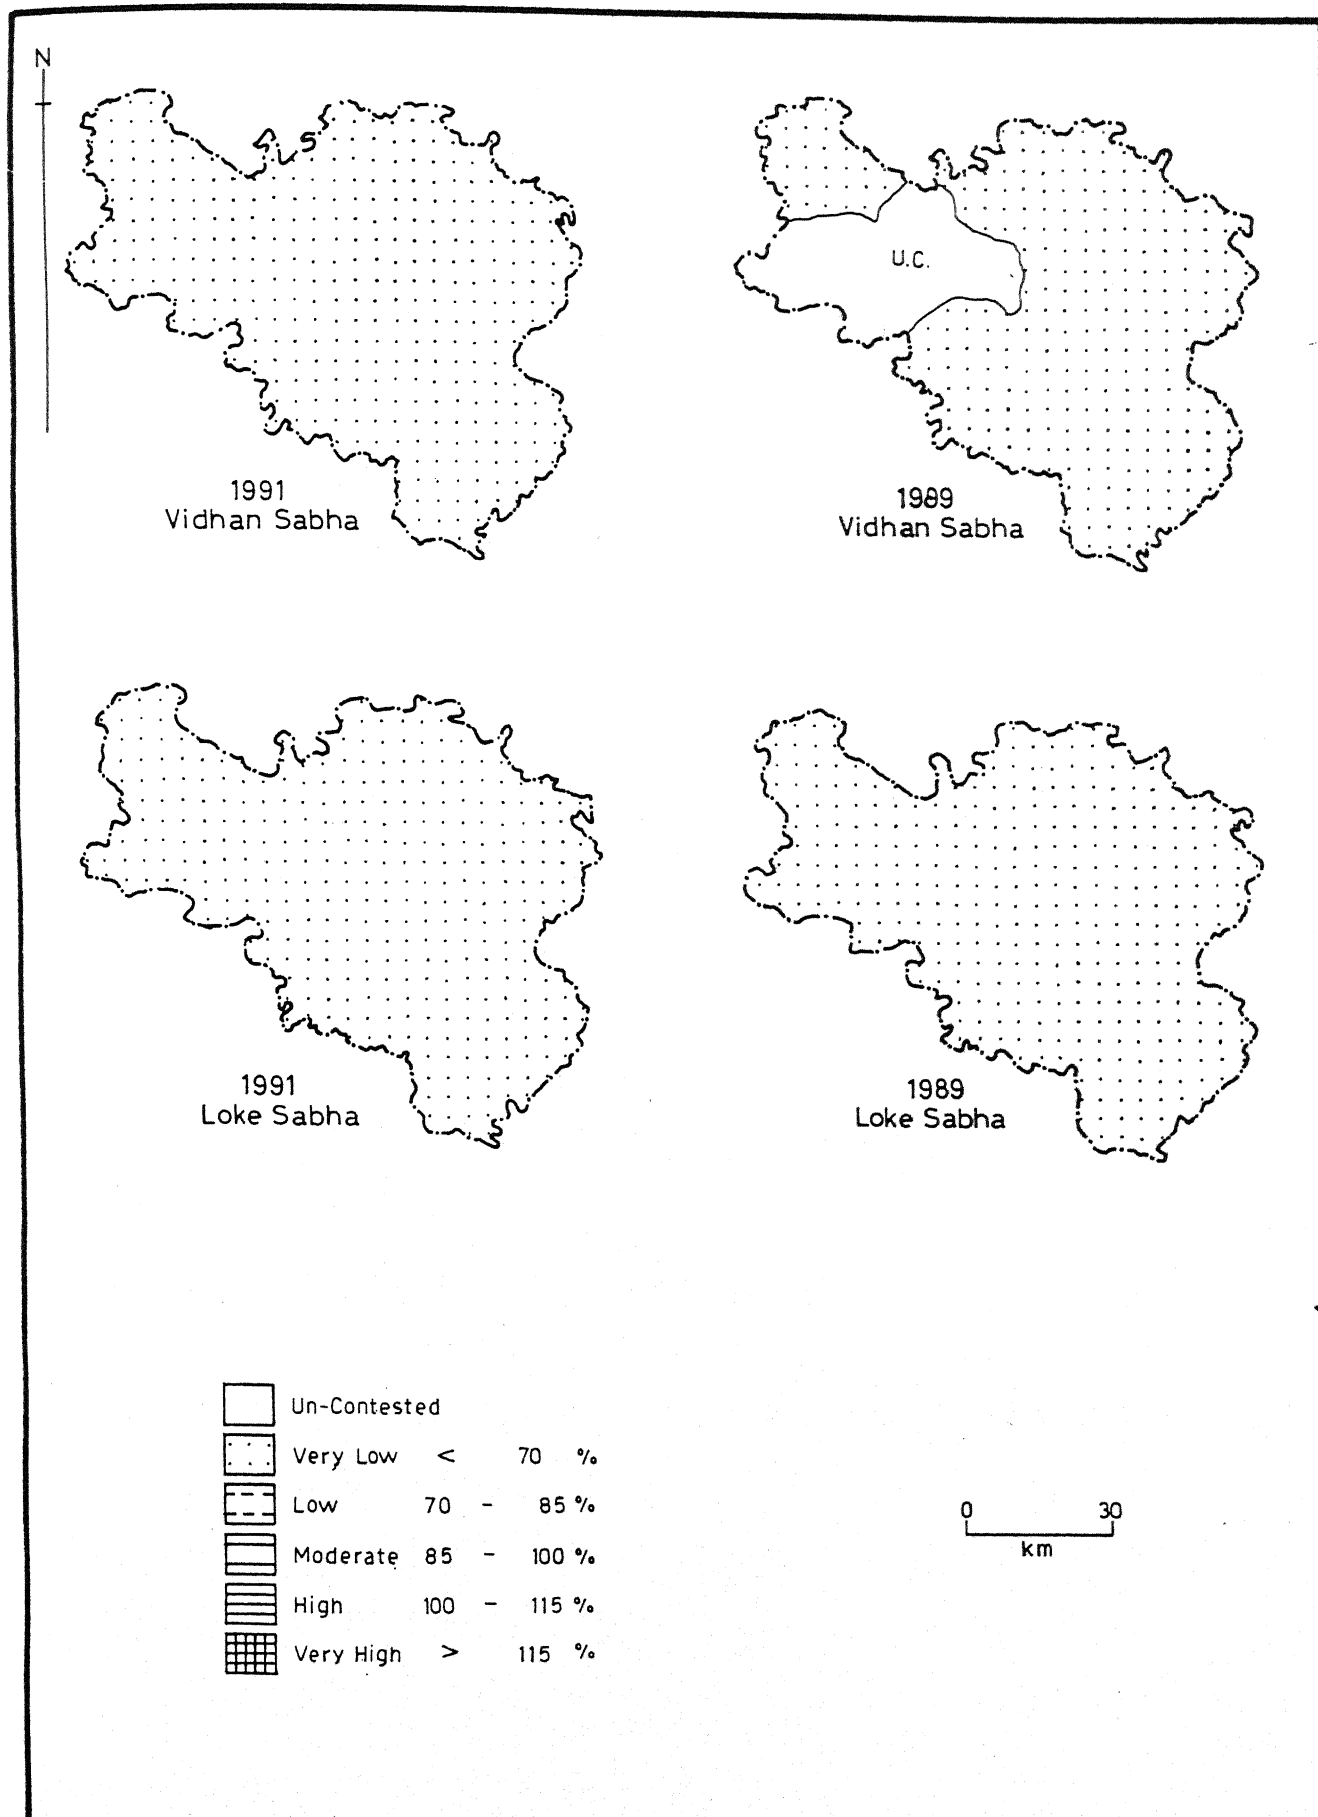 N
U.C.
1991
Vidhan Sabha
1989
Vidhan Sabha
1991
Loke Sabha
1989
Loke Sabha
Un-Contested
Very Low < 70 %
Low 70 - 85 %
Moderate 85 - 100 %
High 100 - 115 %
Very High > 115 %
0 30
km